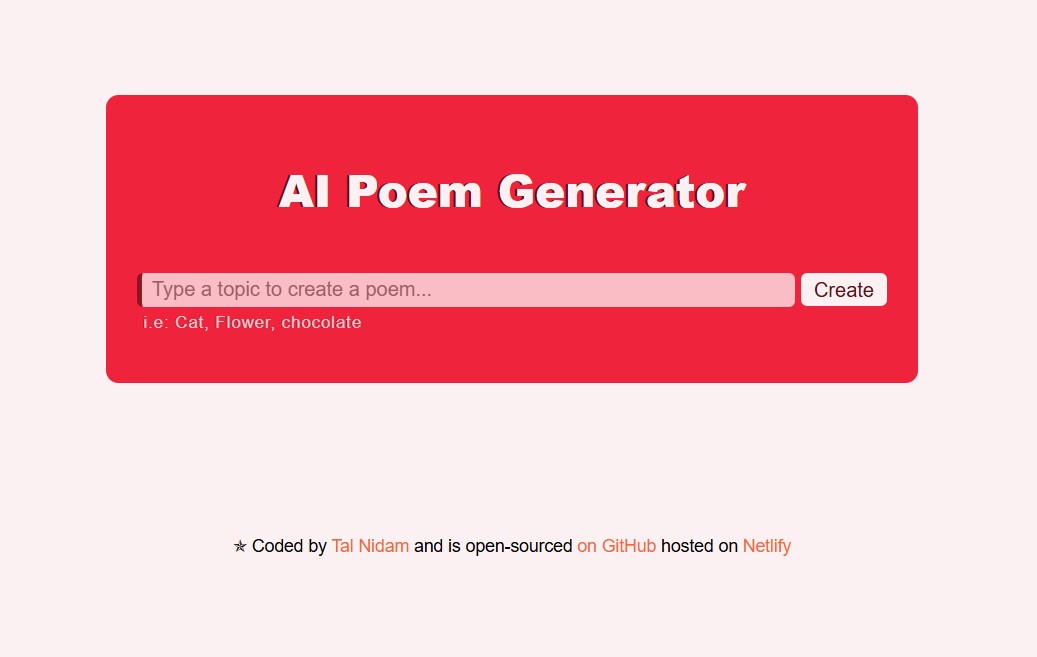 AI Poem Generator
Type a topic to create a poem...
Create
i.e: Cat, Flower, chocolate
✯ Coded by Tal Nidam and is open-sourced on GitHub hosted on Netlify